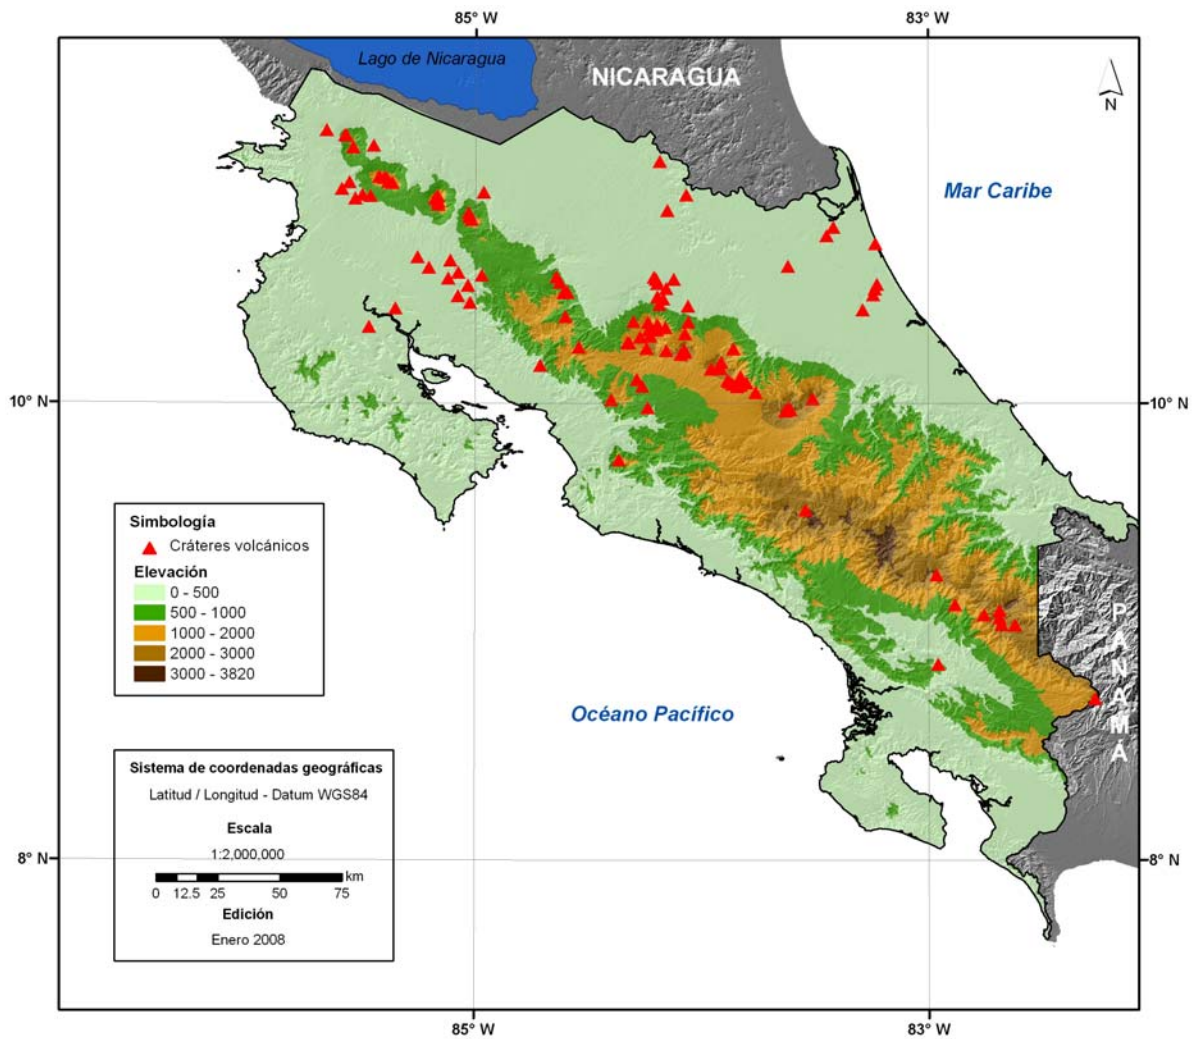 85° W
83° W
Lago de Nicaragua
NICARAGUA
N
Mar Caribe
10° N
10° N
Simbología
Cráteres volcánicos
Elevación
0 - 500
500 - 1000
1000 - 2000
2000 - 3000
3000 - 3820
PANAMÁ
Océano Pacífico
Sistema de coordenadas geográficas
Latitud / Longitud - Datum WGS84
Escala
1:2,000,000
km
0 12.5 25 50 75
Edición
Enero 2008
8° N
8° N
85° W
83° W